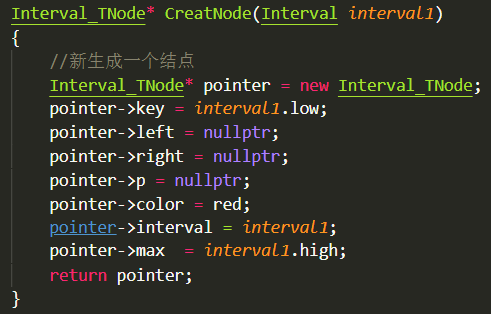 Interval_TNode* CreatNode(Interval interval1)
{
    //新生成一个结点
    Interval_TNode* pointer = new Interval_TNode;
    pointer->key = interval1.low;
    pointer->left = nullptr;
    pointer->right = nullptr;
    pointer->p = nullptr;
    pointer->color = red;
    pointer->interval = interval1;
    pointer->max  = interval1.high;
    return pointer;
}